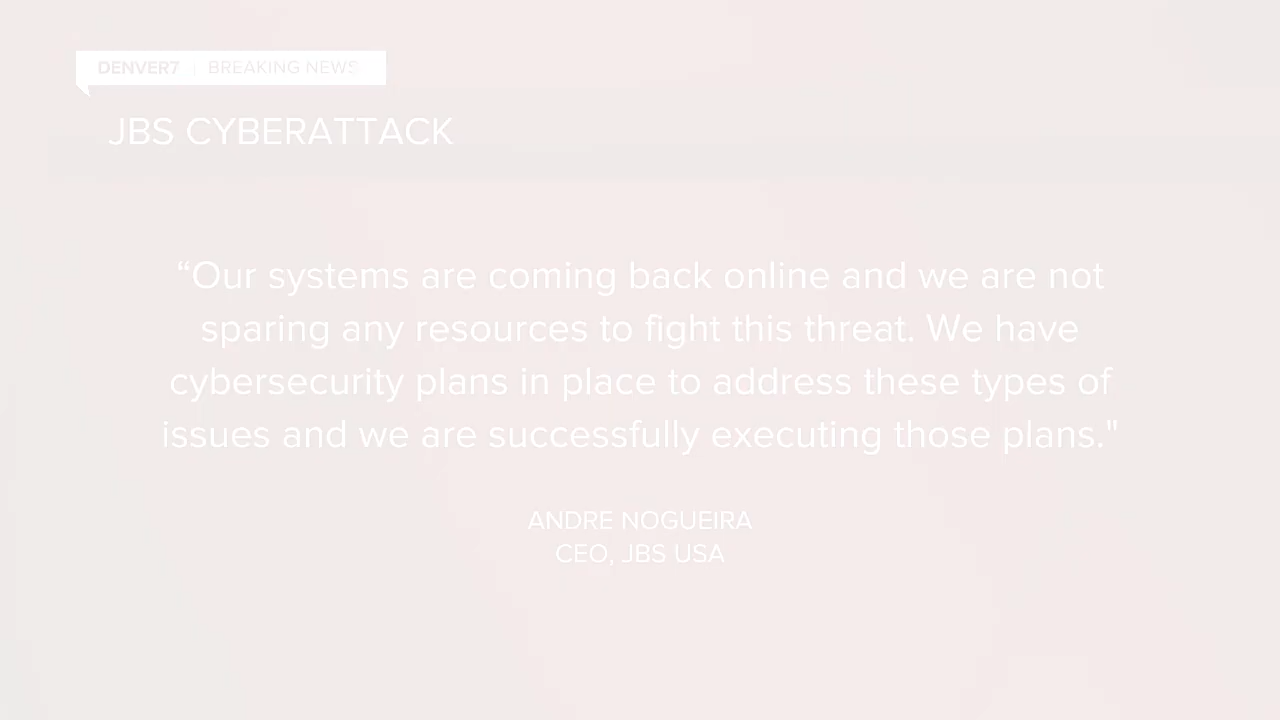 DENVER7 | BREAKING NEWS
JBS CYBERATTACK
“Our systems are coming back online and we are not
sparing any resources to fight this threat. We have
cybersecurity plans in place to address these types of
issues and we are successfully executing those plans."
ANDRE NOGUEIRA
CEO, JBS USA